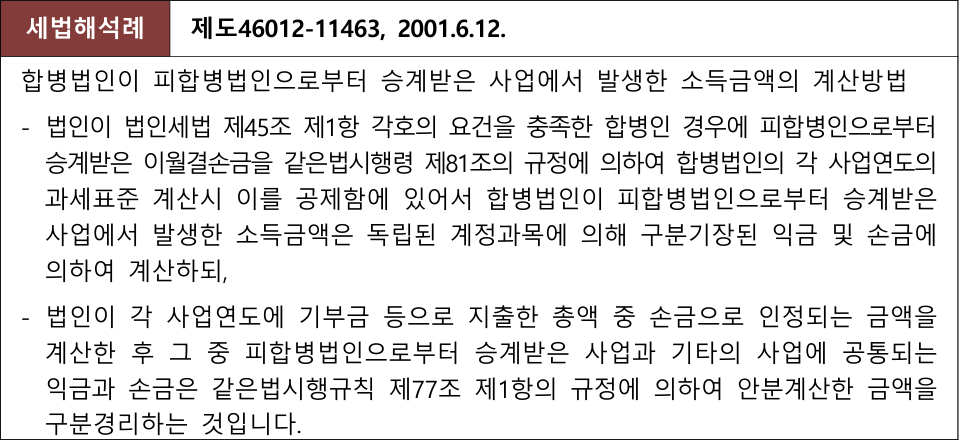 세법해석례 제도46012-11463, 2001.6.12.
합병법인이 피합병법인으로부터 승계받은 사업에서 발생한 소득금액의 계산방법
- 법인이 법인세법 제45조 제1항 각호의 요건을 충족한 합병인 경우에 피합병인으로부터
승계받은 이월결손금을 같은법시행령 제81조의 규정에 의하여 합병법인의 각 사업연도의
과세표준 계산시 이를 공제함에 있어서 합병법인이 피합병법인으로부터 승계받은
사업에서 발생한 소득금액은 독립된 계정과목에 의해 구분기장된 익금 및 손금에
의하여 계산하되,
- 법인이 각 사업연도에 기부금 등으로 지출한 총액 중 손금으로 인정되는 금액을
계산한 후 그 중 피합병법인으로부터 승계받은 사업과 기타의 사업에 공통되는
익금과 손금은 같은법시행규칙 제77조 제1항의 규정에 의하여 안분계산한 금액을
구분경리하는 것입니다.